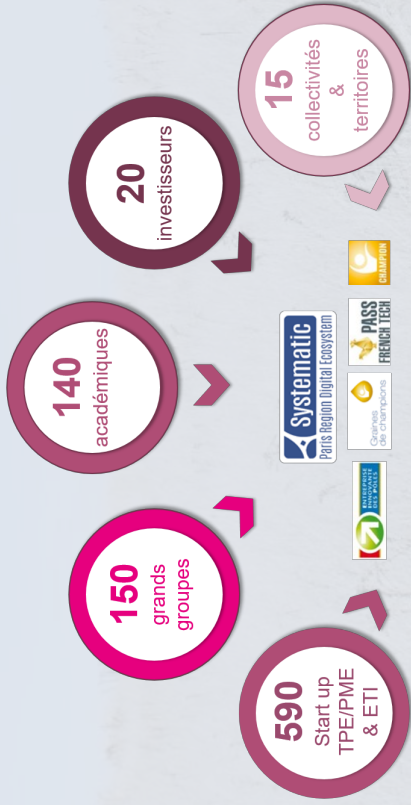 590
Start up
TPE/PME
& ETI
150
grands
groupes
140
académiques
20
investisseurs
15
collectivités
&
territoires
Systematic
Paris Region Digital Ecosystem
ENTREPRISE
INNOVANTE
DES PÔLES
Graines
de champions
PASS
FRENCH TECH
CHAMPION